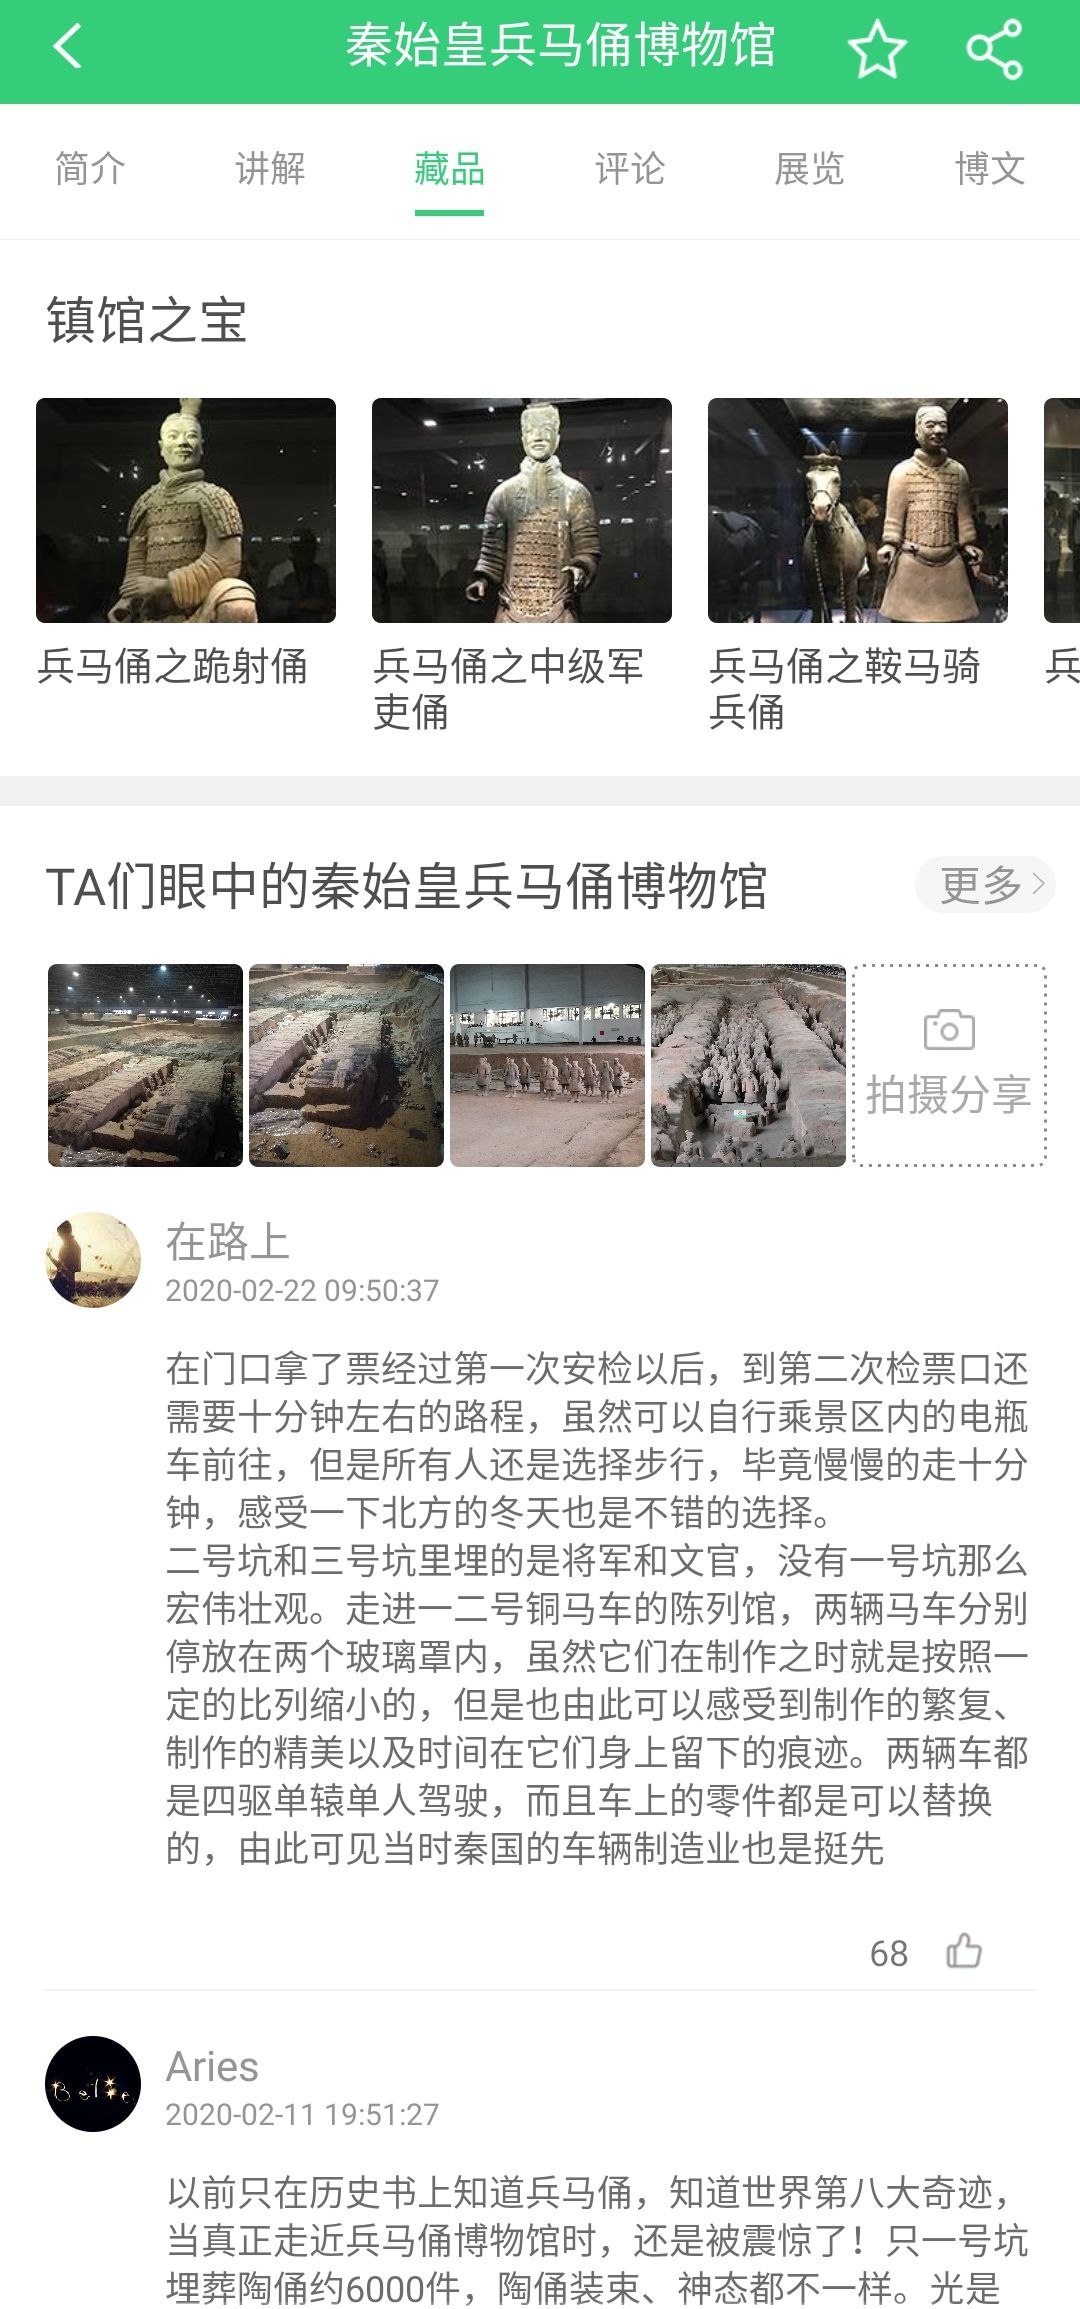 秦始皇兵马俑博物馆
简介 讲解 藏品 评论 展览 博文
镇馆之宝
兵马俑之跪射俑
兵马俑之中级军
吏俑
兵马俑之鞍马骑
兵俑
兵
TA们眼中的秦始皇兵马俑博物馆
更多
拍摄分享
在路上
2020-02-22 09:50:37
在门口拿了票经过第一次安检以后，到第二次检票口还
需要十分钟左右的路程，虽然可以自行乘景区内的电瓶
车前往，但是所有人还是选择步行，毕竟慢慢的走十分
钟，感受一下北方的冬天也是不错的选择。
二号坑和三号坑里埋的是将军和文官，没有一号坑那么
宏伟壮观。走进一二号铜马车的陈列馆，两辆马车分别
停放在两个玻璃罩内，虽然它们在制作之时就是按照一
定的比列缩小的，但是也由此可以感受到制作的繁复、
制作的精美以及时间在它们身上留下的痕迹。两辆车都
是四驱单辕单人驾驶，而且车上的零件都是可以替换
的，由此可见当时秦国的车辆制造业也是挺先
68
Aries
2020-02-11 19:51:27
以前只在历史书上知道兵马俑，知道世界第八大奇迹，
当真正走近兵马俑博物馆时，还是被震惊了！只一号坑
埋葬陶俑约6000件，陶俑装束、神态都不一样。光是